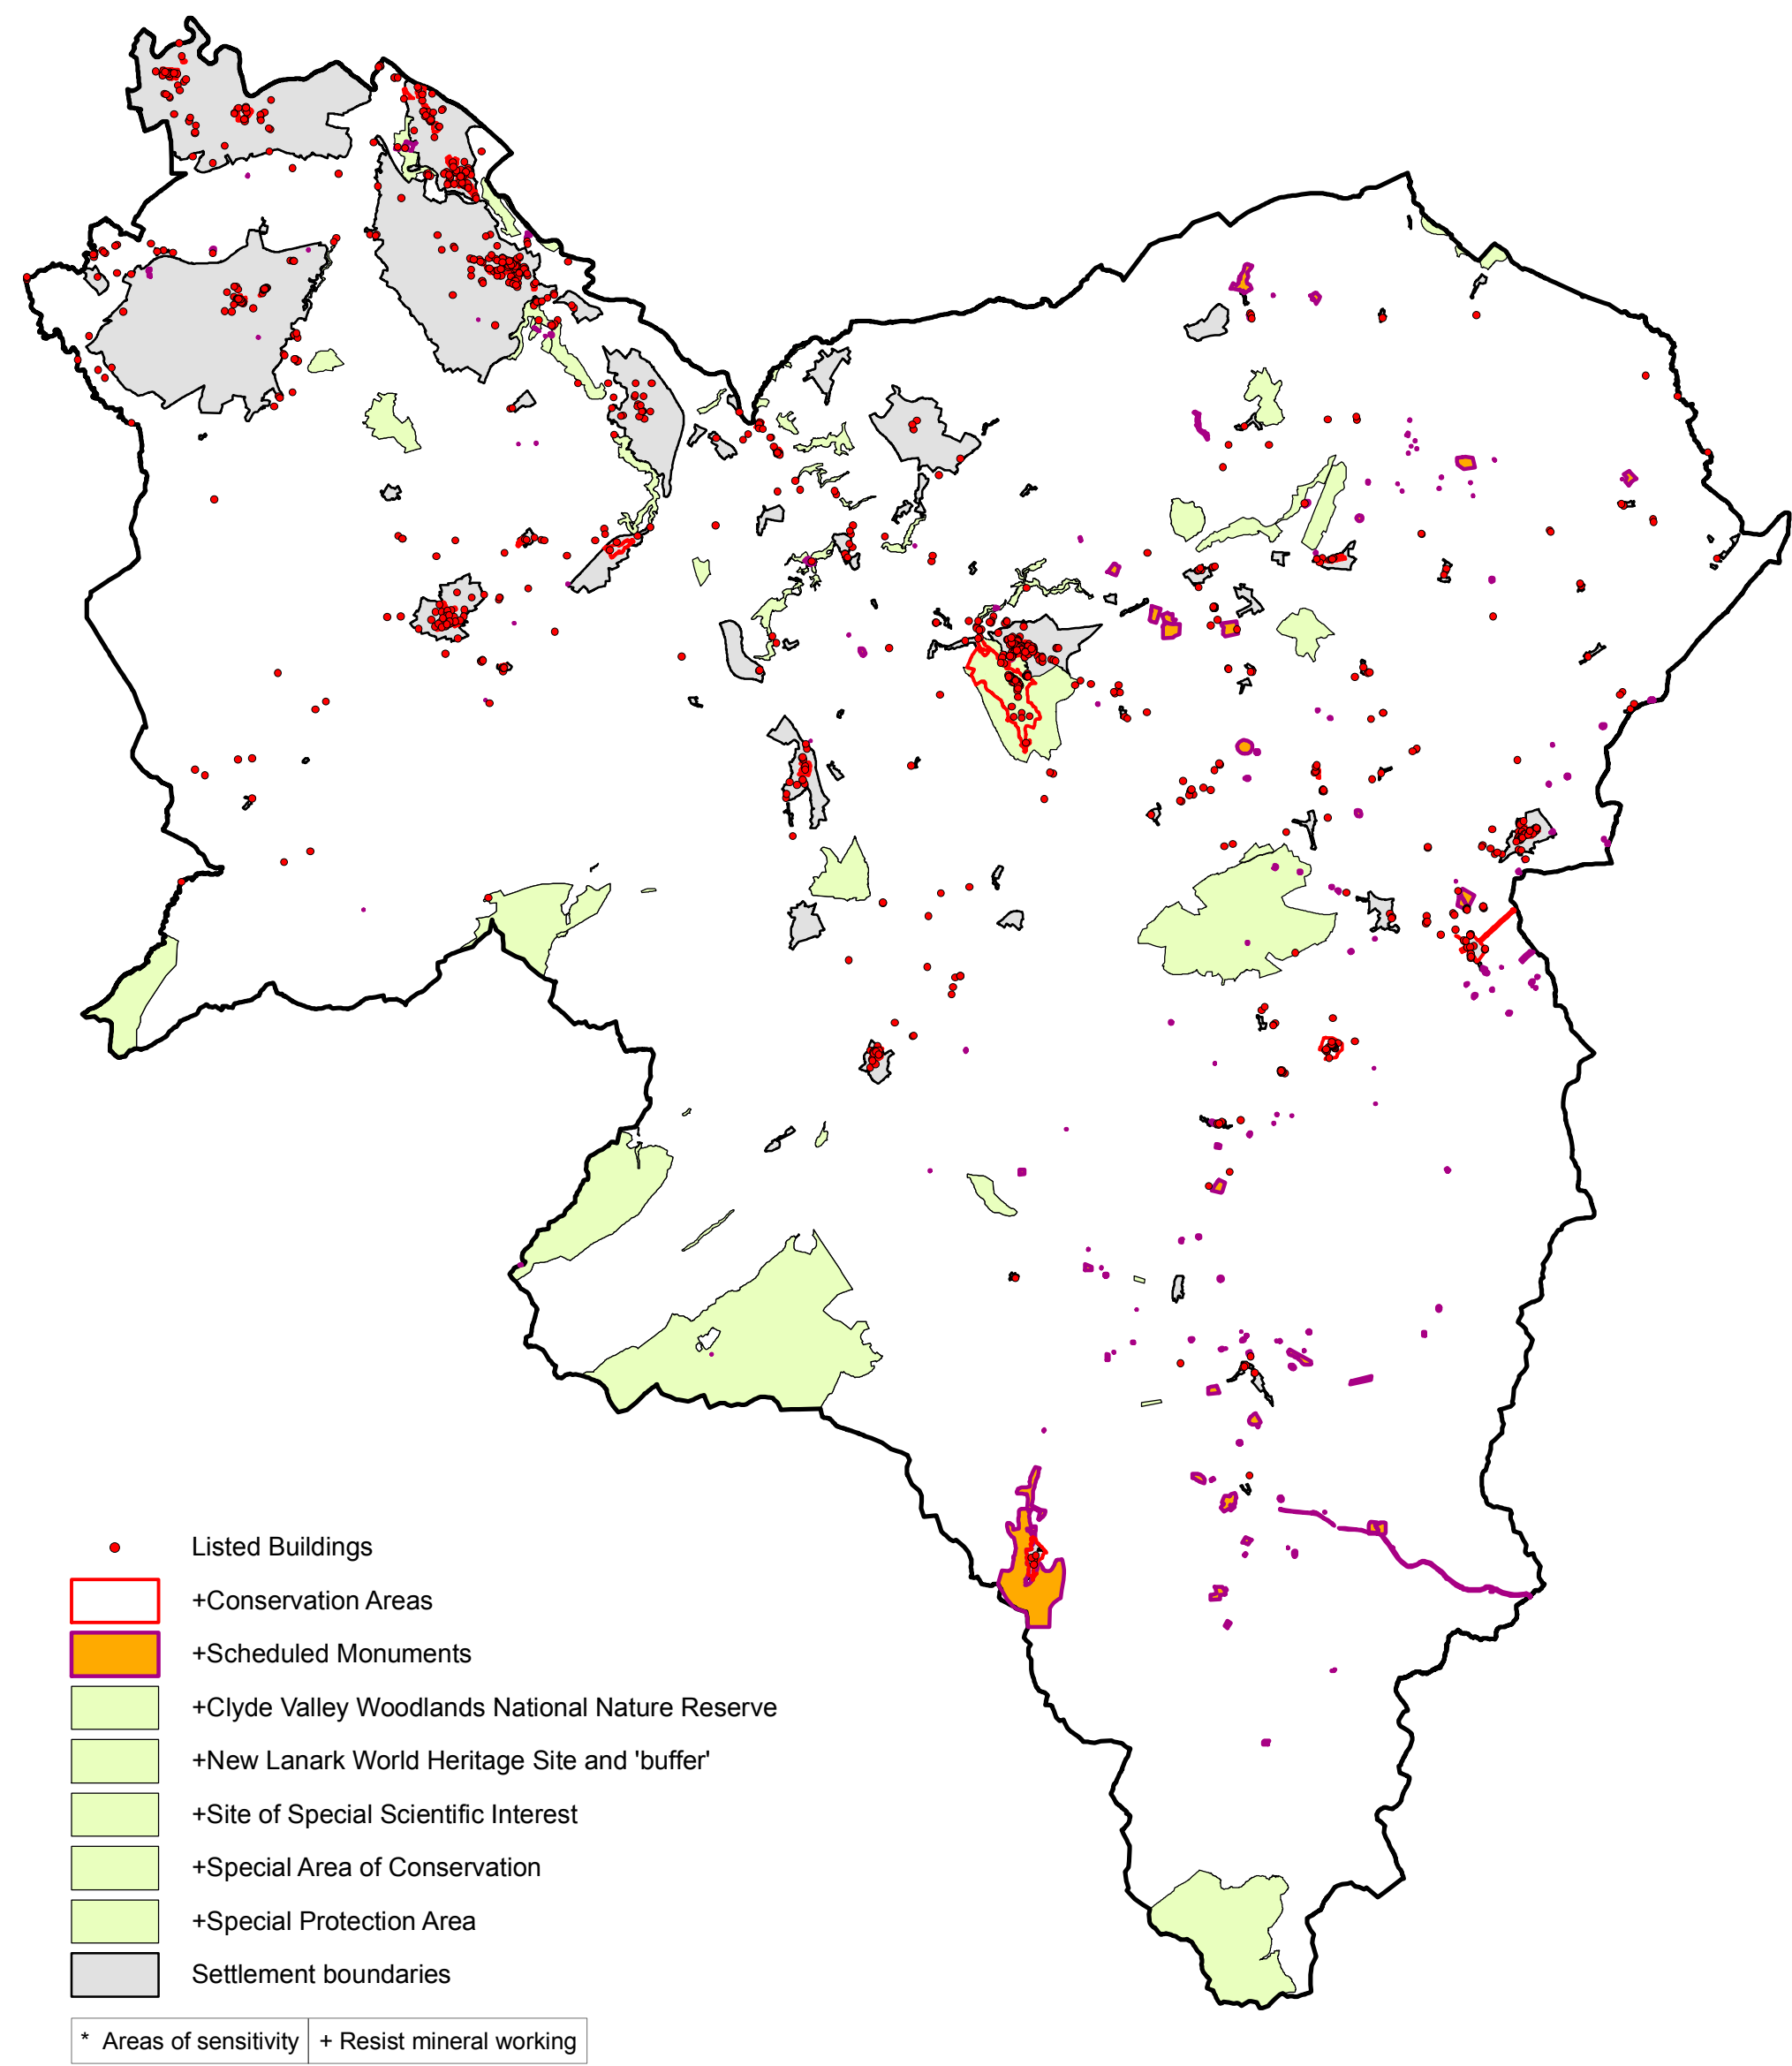 Listed Buildings
+Conservation Areas
+Scheduled Monuments
+Clyde Valley Woodlands National Nature Reserve
+New Lanark World Heritage Site and 'buffer'
+Site of Special Scientific Interest
+Special Area of Conservation
+Special Protection Area
Settlement boundaries
* Areas of sensitivity + Resist mineral working